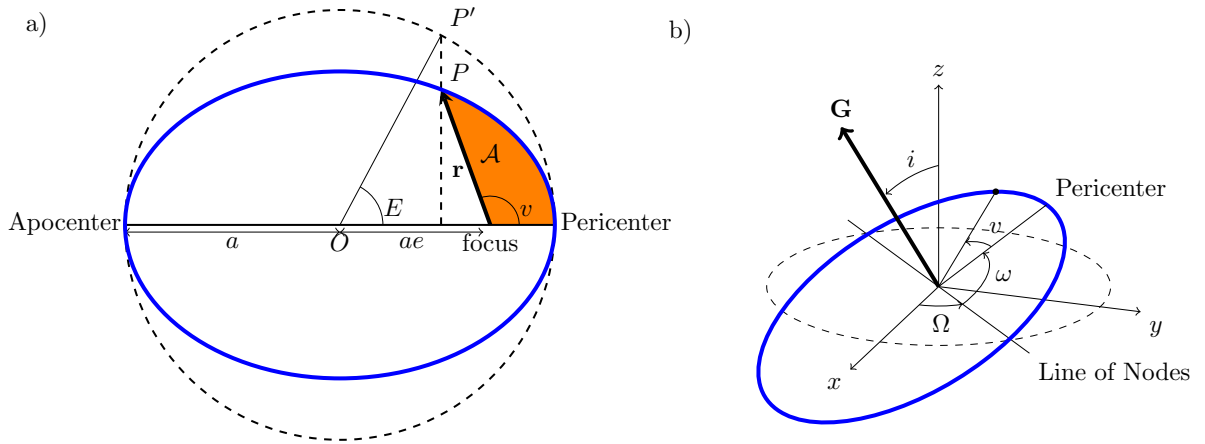 a)
P′
P
𝒜
r
E
v
Apocenter
Pericenter
a
O
ae
focus
b)
z
G
i
Pericenter
v
ω
Ω
y
x
Line of Nodes